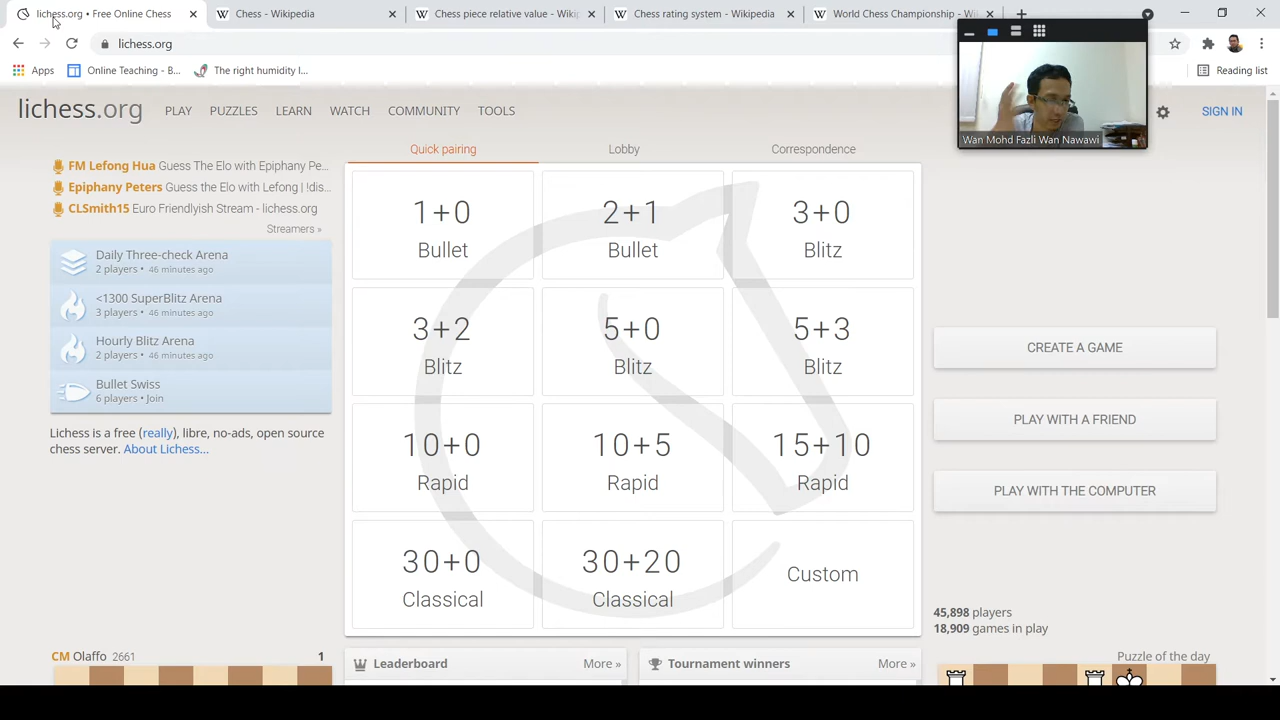 lichess.org • Free Online Chess
Chess - Wikipedia
Chess piece relative value - Wiki
Chess rating system - Wikipedia
World Chess Championship - Wi
lichess.org
Apps
Online Teaching - B...
The right humidity l...
Reading list
lichess.org
PLAY
PUZZLES
LEARN
WATCH
COMMUNITY
TOOLS
SIGN IN
Wan Mohd Fazli Wan Nawawi
FM Lefong Hua Guess The Elo with Epiphany Pe...
Epiphany Peters Guess the Elo with Lefong | !dis...
CLSmith15 Euro Friendlyish Stream - lichess.org
Streamers »
Daily Three-check Arena
2 players • 46 minutes ago
<1300 SuperBlitz Arena
3 players • 46 minutes ago
Hourly Blitz Arena
2 players • 46 minutes ago
Bullet Swiss
6 players • Join
Lichess is a free (really), libre, no-ads, open source
chess server. About Lichess...
Quick pairing
Lobby
Correspondence
1+0
Bullet
2+1
Bullet
3+0
Blitz
3+2
Blitz
5+0
Blitz
5+3
Blitz
10+0
Rapid
10+5
Rapid
15+10
Rapid
30+0
Classical
30+20
Classical
Custom
CREATE A GAME
PLAY WITH A FRIEND
PLAY WITH THE COMPUTER
45,898 players
18,909 games in play
CM Olaffo 2661
1
Leaderboard
More »
Tournament winners
More »
Puzzle of the day